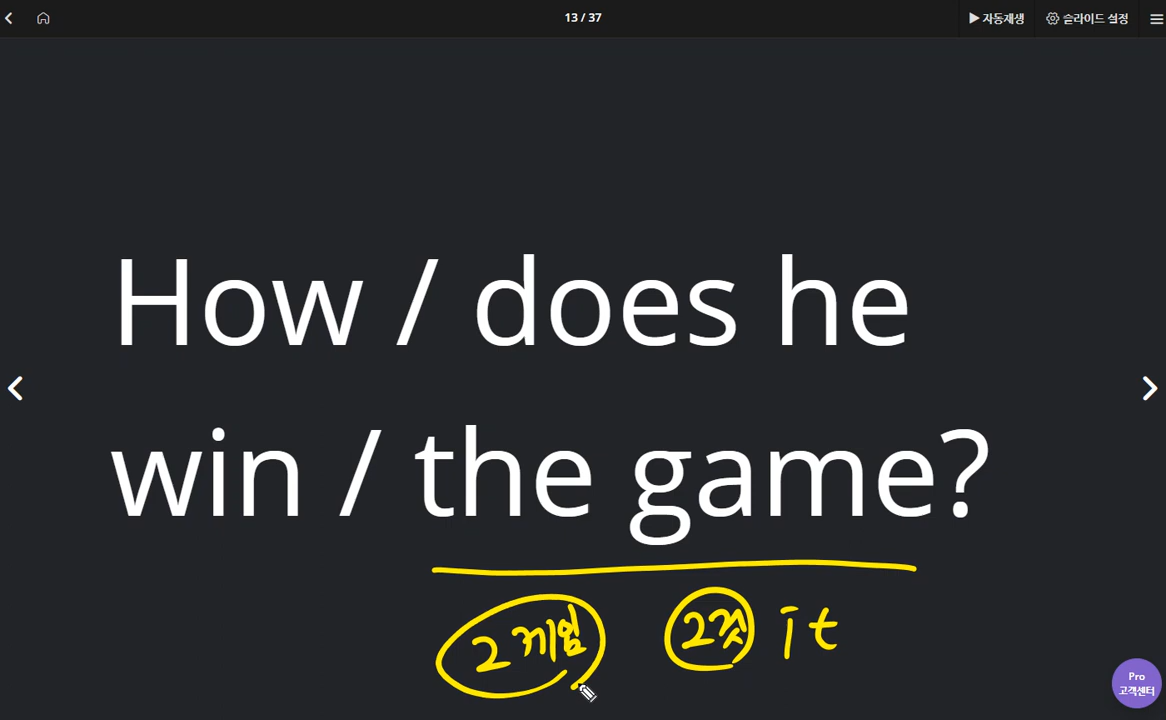 13 / 37
자동재생
슬라이드 설정
How / does he
win / the game?
그 게임
그것
it
Pro
고객센터